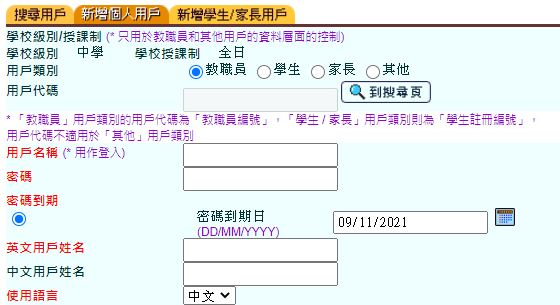 搜尋用戶 新增個人用戶 新增學生/家長用戶
學校級別/授課制 (* 只用於教職員和其他用戶的資料層面的控制)
學校級別 中學 學校授課制 全日
用戶類別 教職員 學生 家長 其他
用戶代碼 到搜尋頁
* 「教職員」用戶類別的用戶代碼為「教職員編號」，「學生 / 家長」用戶類別則為「學生註冊編號」，
用戶代碼不適用於「其他」用戶類別
用戶名稱 (* 用作登入)
密碼
密碼到期
密碼到期日 09/11/2021
(DD/MM/YYYY)
英文用戶姓名
中文用戶姓名
使用語言 中文